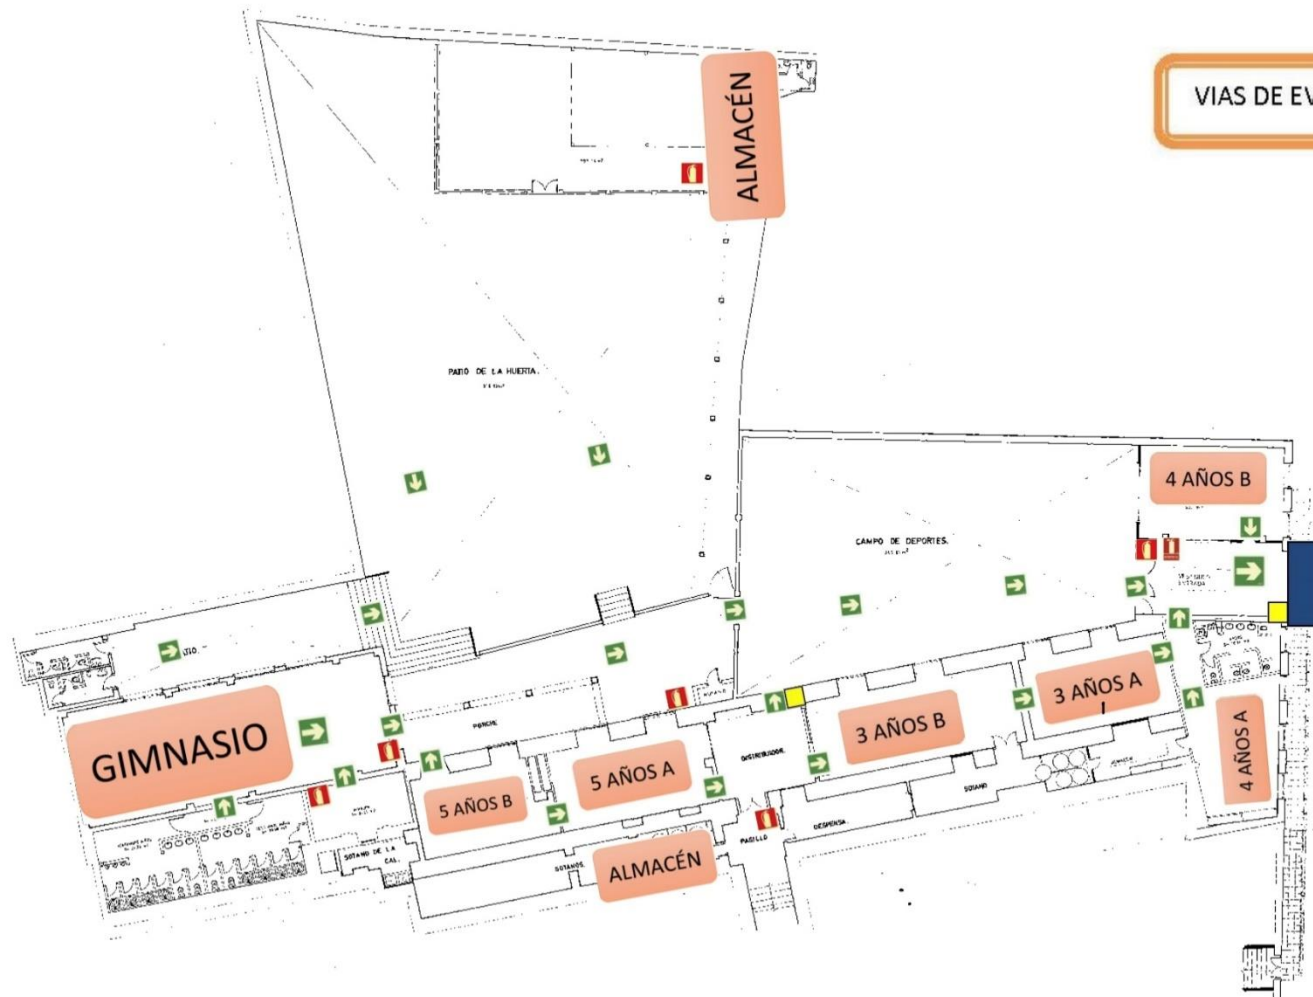 VIAS DE EV
ALMACÉN
PATIO DE LA HUERTA.
4 AÑOS B
CAMPO DE DEPORTES.
GIMNASIO
PORCHE
5 AÑOS B
5 AÑOS A
DISTRIBUIDOR.
3 AÑOS B
3 AÑOS A
4 AÑOS A
SOTANO DE LA
CAL.
SOTANOS.
ALMACÉN
PASILLO
DESPENSA
SOTANO